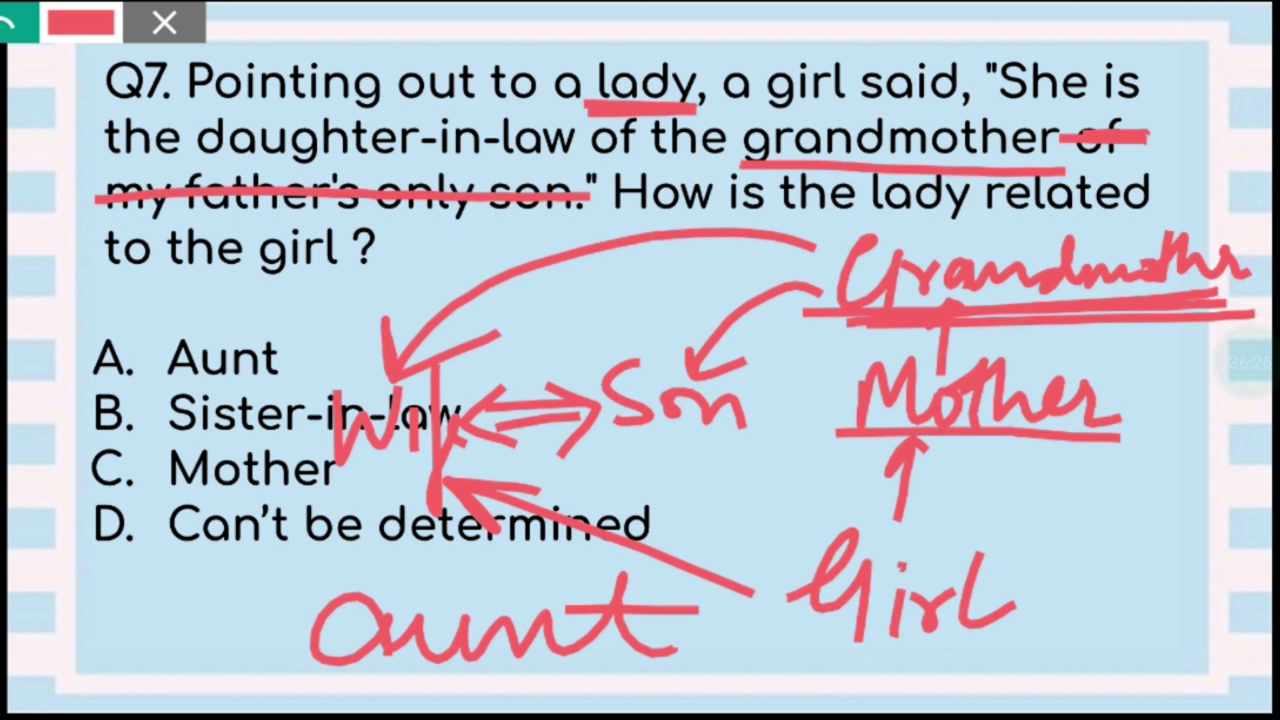 Q7. Pointing out to a lady, a girl said, "She is
the daughter-in-law of the grandmother of
my father's only son." How is the lady related
to the girl ?
Grandmother
A. Aunt
36:26
Son
Mother
B. Sister-in-law
C. Mother
D. Can't be determined
Girl
Aunt